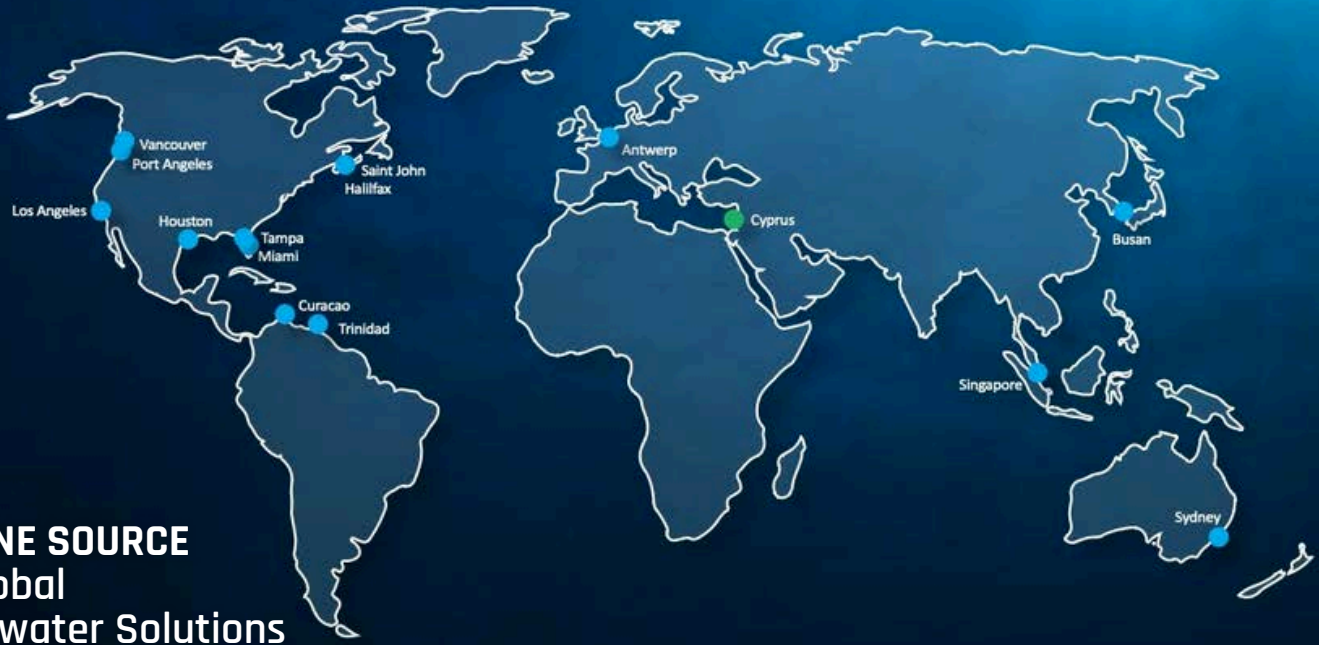 Vancouver
Port Angeles
Saint John
Halilfax
Los Angeles
Houston
Tampa
Miami
Curacao
Trinidad
Antwerp
Cyprus
Busan
Singapore
Sydney
NE SOURCE
obal
water Solutions